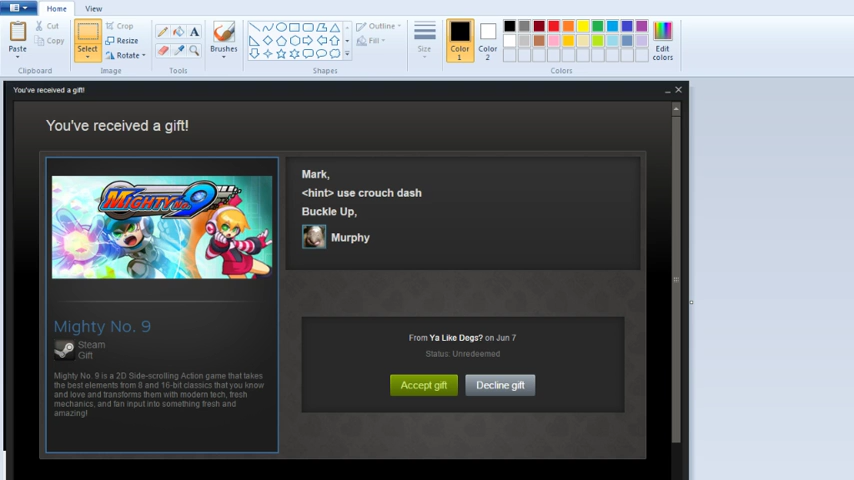 Home
View
Paste
Cut
Copy
Clipboard
Select
Crop
Resize
Rotate
Image
A
Tools
Brushes
Outline
Fill
Shapes
Size
Color
1
Color
2
Edit
colors
Colors
You've received a gift!
You've received a gift!
MIGHTY No. 9
Mark,
<hint> use crouch dash
Buckle Up,
Murphy
Mighty No. 9
Steam
Gift
Mighty No. 9 is a 2D Side-scrolling Action game that takes
the best elements from 8 and 16-bit classics that you know
and love and transforms them with modern tech, fresh
mechanics, and fan input into something fresh and
amazing!
From Ya Like Degs? on Jun 7
Status: Unredeemed
Accept gift
Decline gift